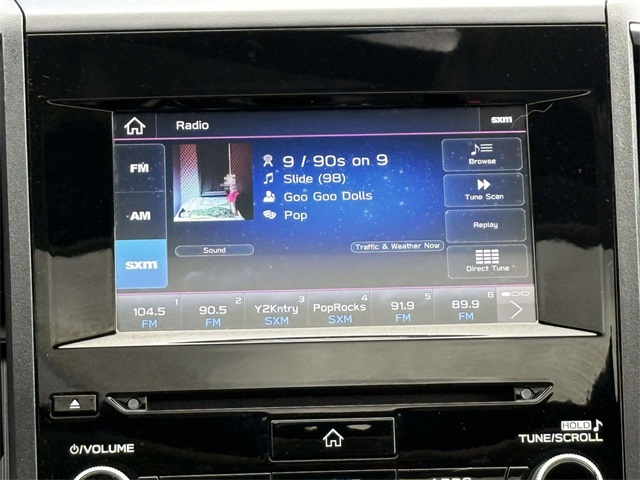 Radio
sxm
FM
AM
sxm
9 / 90s on 9
Slide (98)
Goo Goo Dolls
Pop
Sound
Traffic & Weather Now
Browse
Tune Scan
Replay
Direct Tune
1 2 3 4 5 6
104.5 90.5 Y2Kntry PopRocks 91.9 89.9
FM FM SXM SXM FM FM
HOLD
VOLUME
TUNE/SCROLL